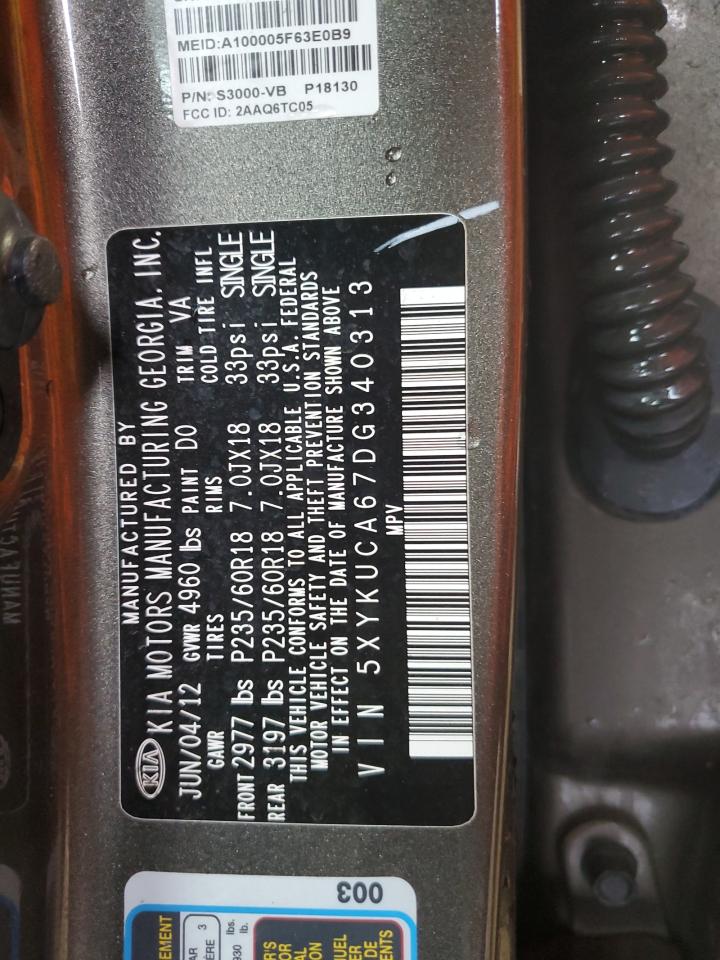 MEID:A100005F63E0B9
P/N: S3000-VB P18130
FCC ID: 2AAQ6TC05
MANUFACTURED BY
KIA KIA MOTORS MANUFACTURING GEORGIA, INC.
JUN/04/12 GVWR 4960 lbs PAINT D0 TRIM VA
GAWR TIRES RIMS COLD TIRE INFL
FRONT 2977 lbs P235/60R18 7.0JX18 33psi SINGLE
REAR 3197 lbs P235/60R18 7.0JX18 33psi SINGLE
THIS VEHICLE CONFORMS TO ALL APPLICABLE U.S.A. FEDERAL
MOTOR VEHICLE SAFETY AND THEFT PREVENTION STANDARDS
IN EFFECT ON THE DATE OF MANUFACTURE SHOWN ABOVE
VIN 5XYKUCA67DG340313
MPV
003